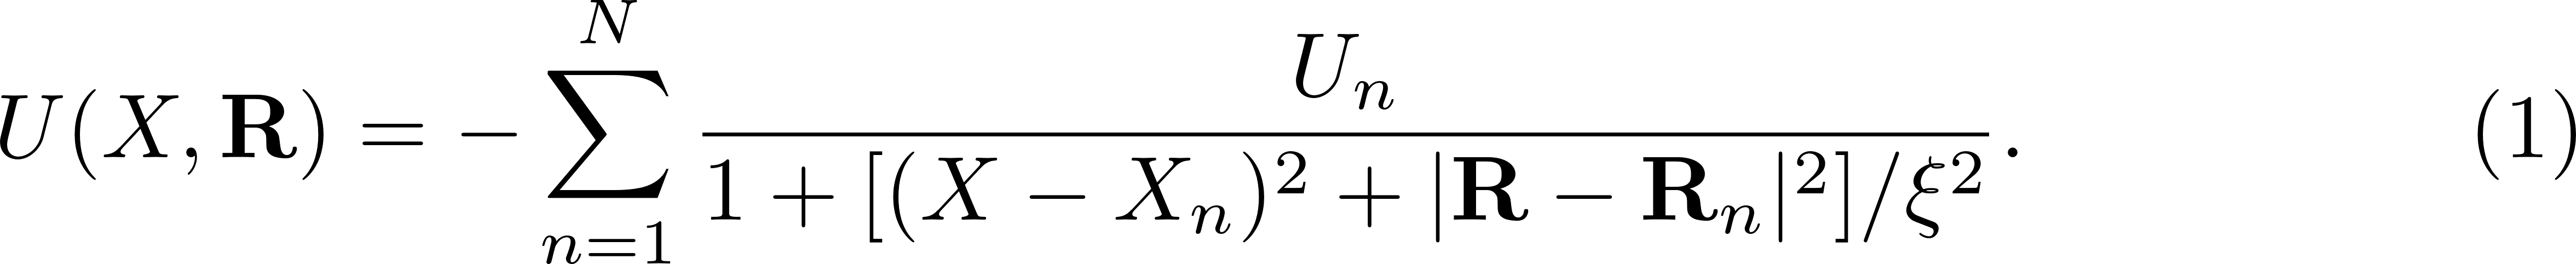 U(X, \mathbf{R}) = - \sum_{n=1}^{N} \frac{U_n}{1 + [(X - X_n)^2 + |\mathbf{R} - \mathbf{R}_n|^2]/\xi^2}. (1)